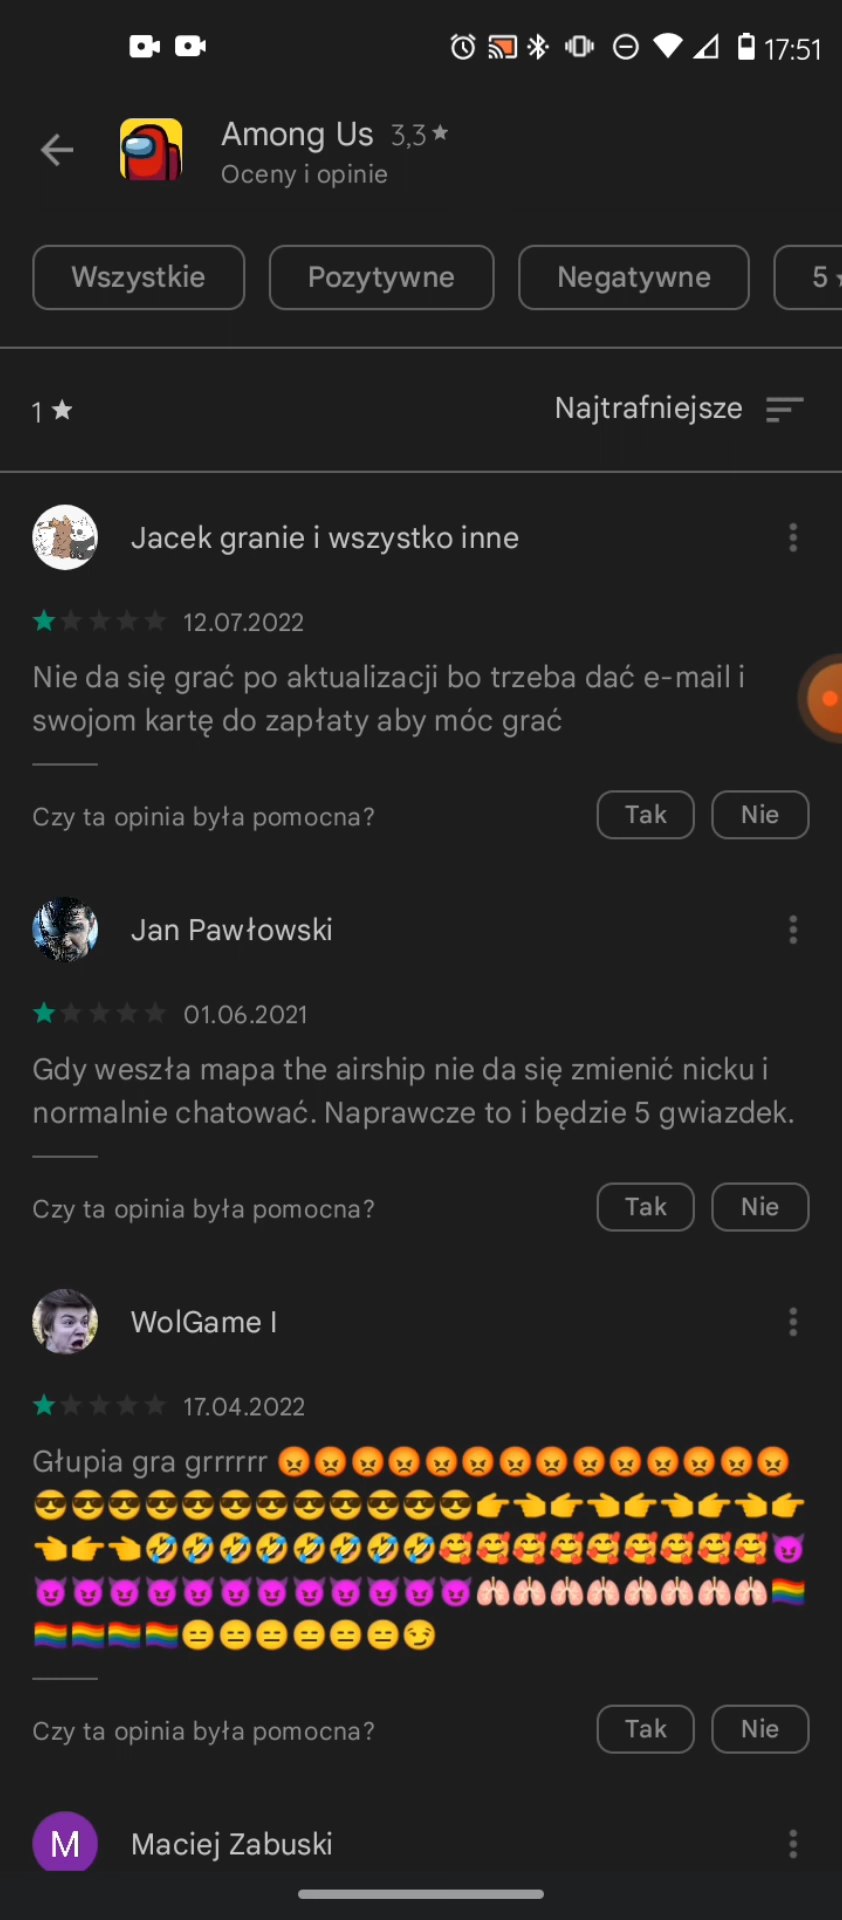 17:51
Among Us 3,3★
Oceny i opinie
Wszystkie Pozytywne Negatywne 5
1★ Najtrafniejsze
Jacek granie i wszystko inne
12.07.2022
Nie da się grać po aktualizacji bo trzeba dać e-mail i
swojom kartę do zapłaty aby móc grać
Czy ta opinia była pomocna? Tak Nie
Jan Pawłowski
01.06.2021
Gdy weszła mapa the airship nie da się zmienić nicku i
normalnie chatować. Naprawcze to i będzie 5 gwiazdek.
Czy ta opinia była pomocna? Tak Nie
WolGame I
17.04.2022
Głupia gra grrrrrr 😡😡😡😡😡😡😡😡😡😡😡😡😡😡
😎😎😎😎😎😎😎😎😎😎😎😎👉👈👉👈👉👈👉👈👉
👈👉👈🤣🤣🤣🤣🤣🤣🤣🤣🥰🥰🥰🥰🥰🥰🥰🥰🥰😈
😈😈😈😈😈😈😈😈😈😈😈😈🫁🫁🫁🫁🫁🫁🫁🫁🏳️‍🌈
🏳️‍🌈🏳️‍🌈🏳️‍🌈🏳️‍🌈😑😑😑😑😑😑😏
Czy ta opinia była pomocna? Tak Nie
M Maciej Zabuski